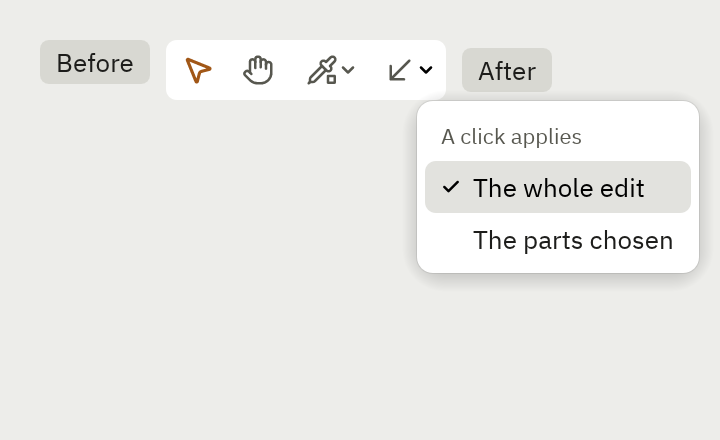 Before
After
A click applies
The whole edit
The parts chosen